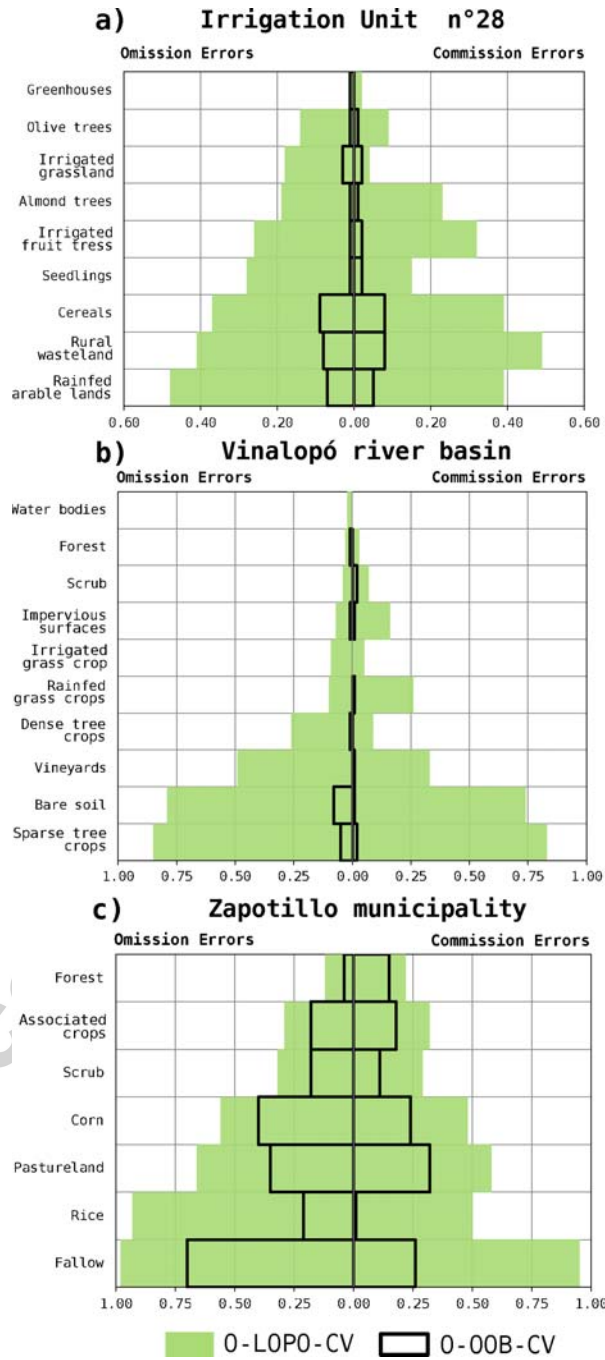 a) Irrigation Unit n°28
Omission Errors Commission Errors
Greenhouses
Olive trees
Irrigated
grassland
Almond trees
Irrigated
fruit tress
Seedlings
Cereals
Rural
wasteland
Rainfed
arable lands
0.60 0.40 0.20 0.00 0.20 0.40 0.60
b) Vinalopó river basin
Omission Errors Commission Errors
Water bodies
Forest
Scrub
Impervious
surfaces
Irrigated
grass crop
Rainfed
grass crops
Dense tree
crops
Vineyards
Bare soil
Sparse tree
crops
1.00 0.75 0.50 0.25 0.00 0.25 0.50 0.75 1.00
c) Zapotillo municipality
Omission Errors Commission Errors
Forest
Associated
crops
Scrub
Corn
Pastureland
Rice
Fallow
1.00 0.75 0.50 0.25 0.00 0.25 0.50 0.75 1.00
O-LOPO-CV O-OOB-CV